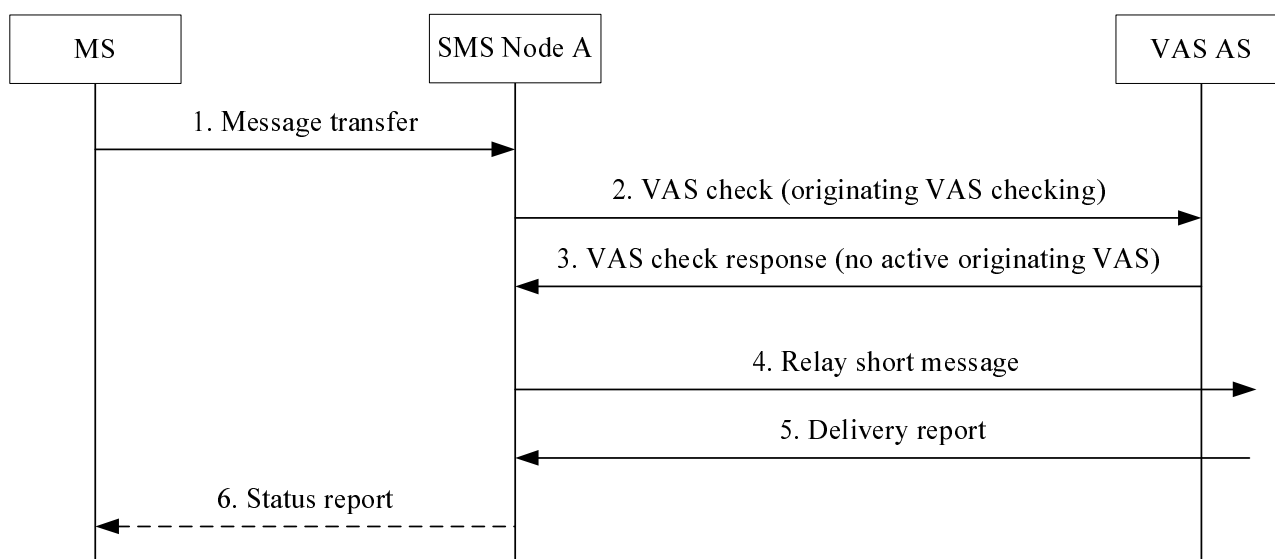 MS
SMS Node A
VAS AS
1. Message transfer
2. VAS check (originating VAS checking)
3. VAS check response (no active originating VAS)
4. Relay short message
5. Delivery report
6. Status report